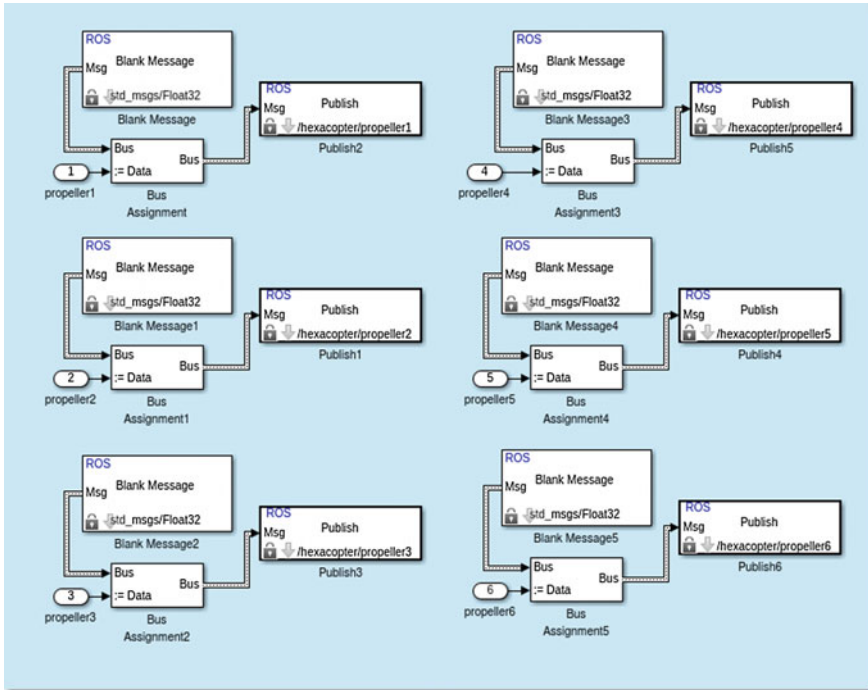 ROS
Blank Message
Msg
std_msgs/Float32
Blank Message
ROS
Publish
Msg
/hexacopter/propeller1
Publish2
Bus
Bus
:= Data
1
propeller1
Bus
Assignment
ROS
Blank Message
Msg
std_msgs/Float32
Blank Message3
ROS
Publish
Msg
/hexacopter/propeller4
Publish5
Bus
Bus
:= Data
4
propeller4
Bus
Assignment3
ROS
Blank Message
Msg
std_msgs/Float32
Blank Message1
ROS
Publish
Msg
/hexacopter/propeller2
Publish1
Bus
Bus
:= Data
2
propeller2
Bus
Assignment1
ROS
Blank Message
Msg
std_msgs/Float32
Blank Message4
ROS
Publish
Msg
/hexacopter/propeller5
Publish4
Bus
Bus
:= Data
5
propeller5
Bus
Assignment4
ROS
Blank Message
Msg
std_msgs/Float32
Blank Message2
ROS
Publish
Msg
/hexacopter/propeller3
Publish3
Bus
Bus
:= Data
3
propeller3
Bus
Assignment2
ROS
Blank Message
Msg
std_msgs/Float32
Blank Message5
ROS
Publish
Msg
/hexacopter/propeller6
Publish6
Bus
Bus
:= Data
6
propeller6
Bus
Assignment5